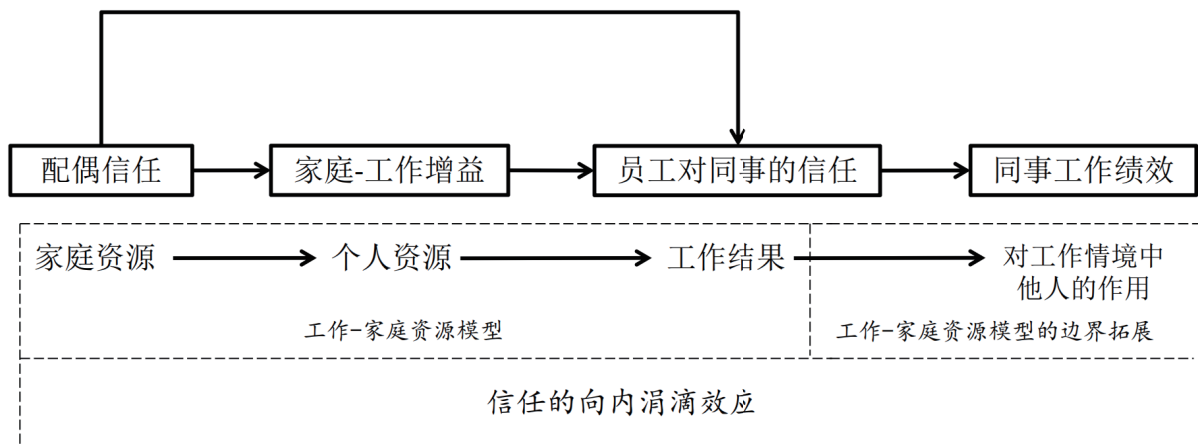 配偶信任
家庭-工作增益
员工对同事的信任
同事工作绩效
家庭资源
个人资源
工作结果
对工作情境中
他人的作用
工作-家庭资源模型
工作-家庭资源模型的边界拓展
信任的向内涓滴效应